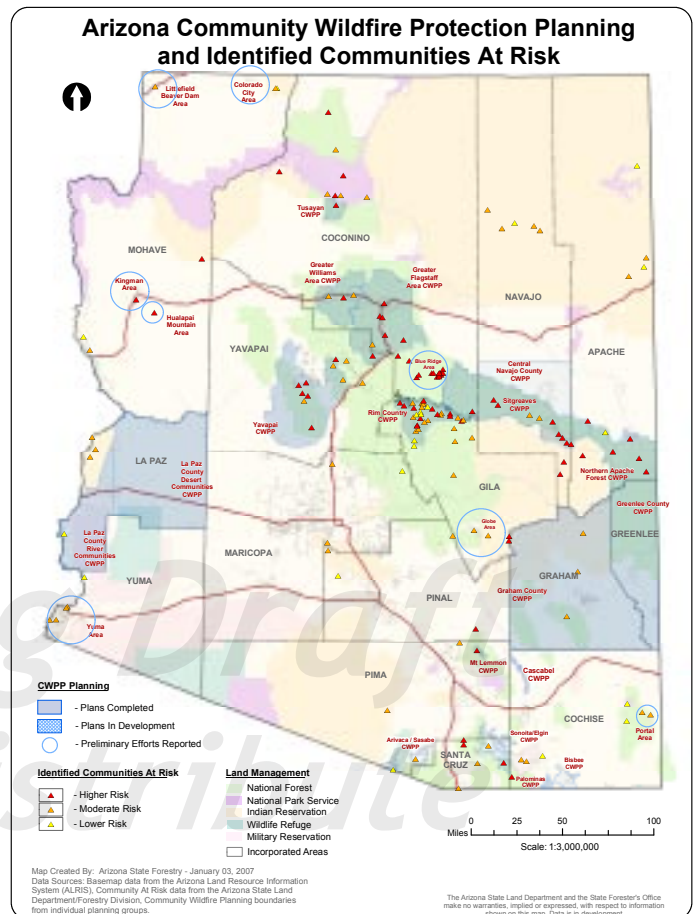 Arizona Community Wildfire Protection Planning
and Identified Communities At Risk
Littlefield
Beaver Dam
Area
Colorado
City
Area
Tusayan
CWPP
COCONINO
MOHAVE
Greater
Williams
Area CWPP
Greater
Flagstaff
Area CWPP
Kingman
Area
NAVAJO
Hualapai
Mountain
Area
YAVAPAI
APACHE
Blue Ridge
Area
Central
Navajo County
CWPP
Sitgreaves
CWPP
Rim Country
CWPP
Yavapai
CWPP
LA PAZ
La Paz
County
Desert
Communities
CWPP
Northern Apache
Forest CWPP
GILA
Greenlee County
CWPP
Globe
Area
GREENLEE
La Paz
County
River
Communities
CWPP
MARICOPA
GRAHAM
YUMA
Graham County
CWPP
PINAL
Yuma
Area
g Draft
Mt Lemmon
CWPP
Cascabel
CWPP
PIMA
COCHISE
Portal
Area
Arivaca / Sasabe
CWPP
Sonoita/Elgin
CWPP
SANTA
CRUZ
Bisbee
CWPP
Palominas
CWPP
istribute
CWPP Planning
- Plans Completed
- Plans In Development
- Preliminary Efforts Reported
Identified Communities At Risk
- Higher Risk
- Moderate Risk
- Lower Risk
Land Management
National Forest
National Park Service
Indian Reservation
Wildlife Refuge
Military Reservation
Incorporated Areas
Miles
0 25 50 100
Scale: 1:3,000,000
Map Created By: Arizona State Forestry - January 03, 2007
Data Sources: Basemap data from the Arizona Land Resource Information
System (ALRIS), Community At Risk data from the Arizona State Land
Department/Forestry Division, Community Wildfire Planning boundaries
from individual planning groups.
The Arizona State Land Department and the State Forester's Office
make no warranties, implied or expressed, with respect to information
shown on this map. Data is in development.